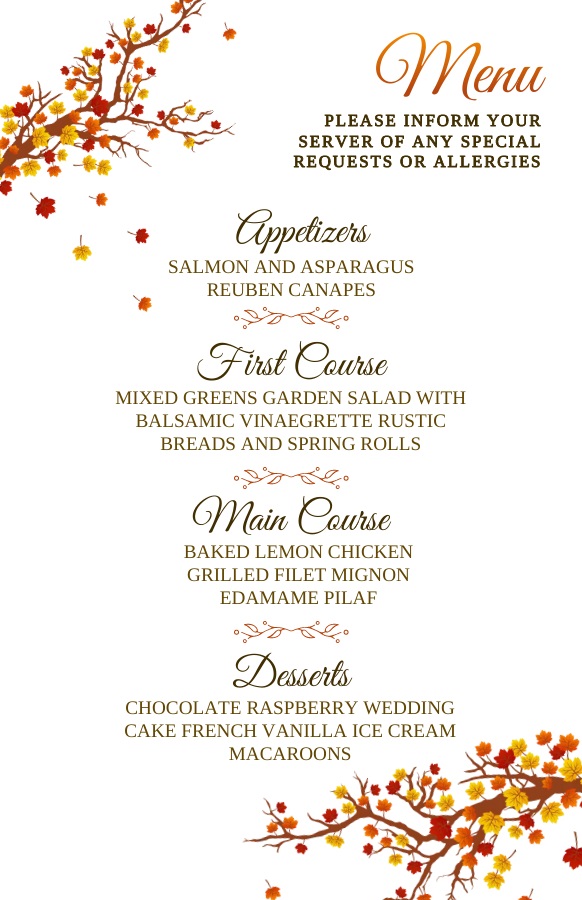 Menu
PLEASE INFORM YOUR
SERVER OF ANY SPECIAL
REQUESTS OR ALLERGIES
Appetizers
SALMON AND ASPARAGUS
REUBEN CANAPES
First Course
MIXED GREENS GARDEN SALAD WITH
BALSAMIC VINAEGRETTE RUSTIC
BREADS AND SPRING ROLLS
Main Course
BAKED LEMON CHICKEN
GRILLED FILET MIGNON
EDAMAME PILAF
Desserts
CHOCOLATE RASPBERRY WEDDING
CAKE FRENCH VANILLA ICE CREAM
MACAROONS